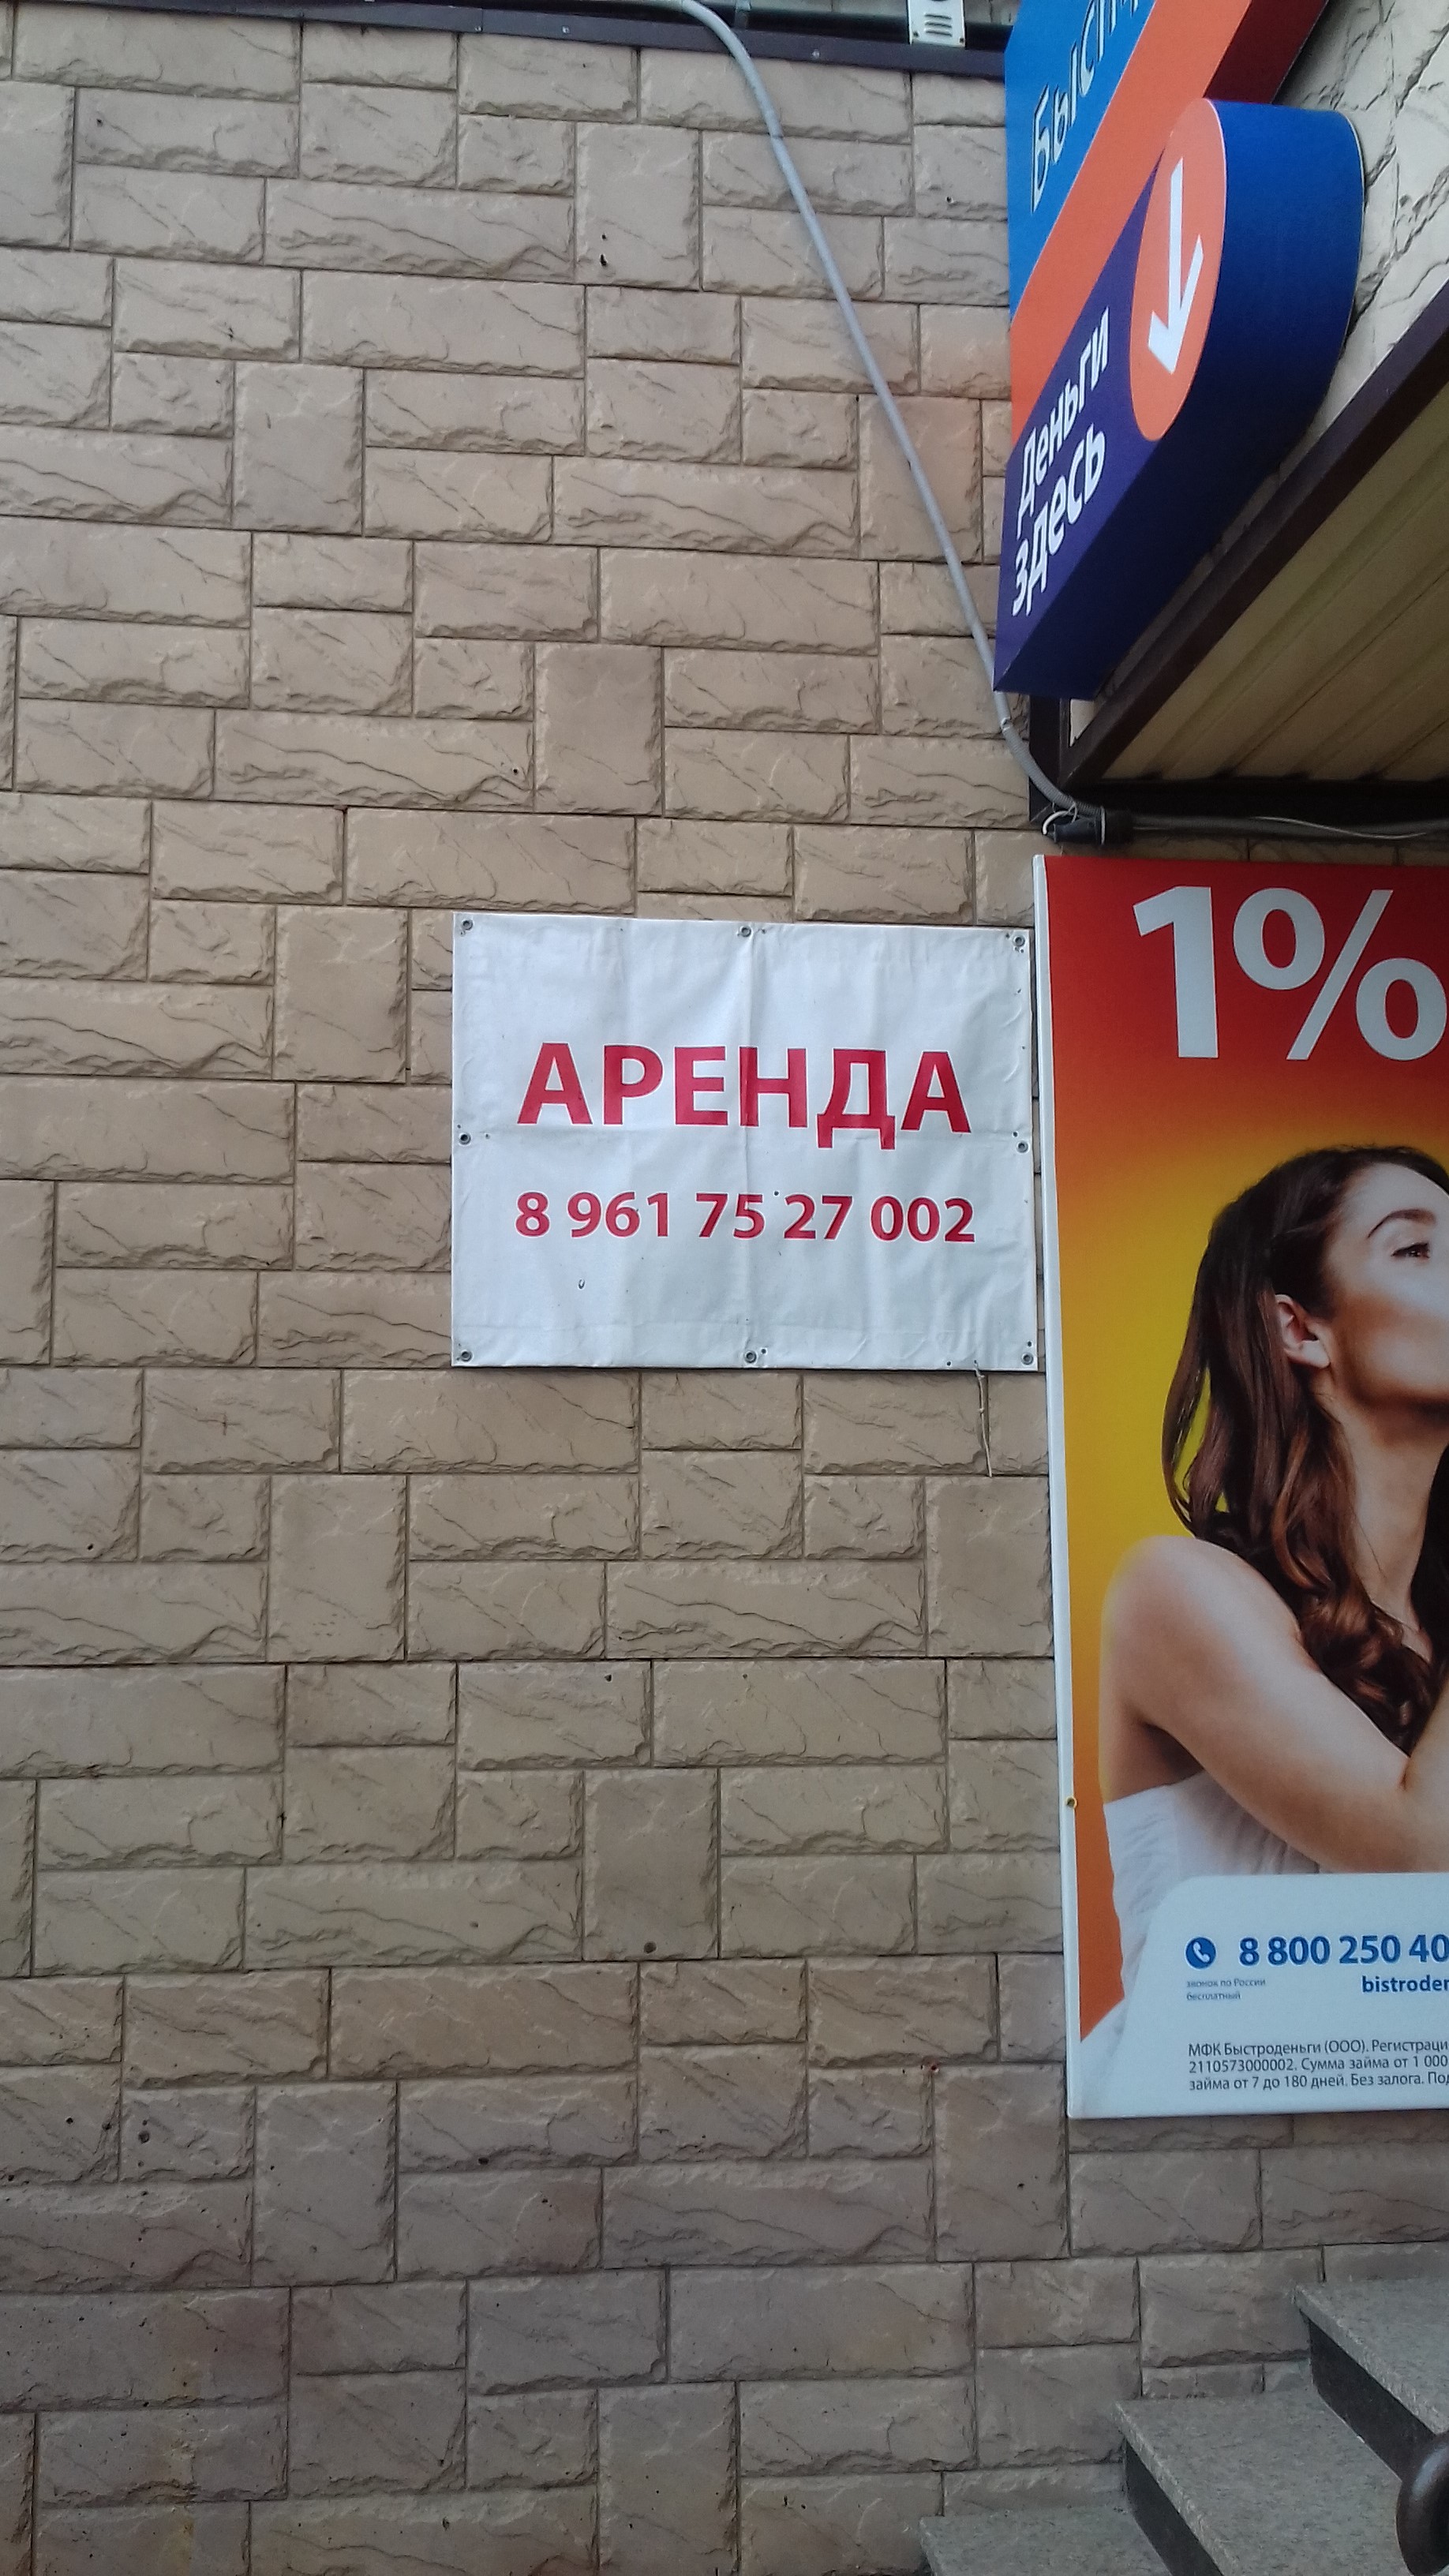 Деньги
здесь
1%
АРЕНДА
8 961 75 27 002
8 800 250 40
звонок по России
бесплатный
МФК Быстроденьги (ООО). Регистраци
2110573000002. Сумма займа от 1 000
займа от 7 до 180 дней. Без залога.